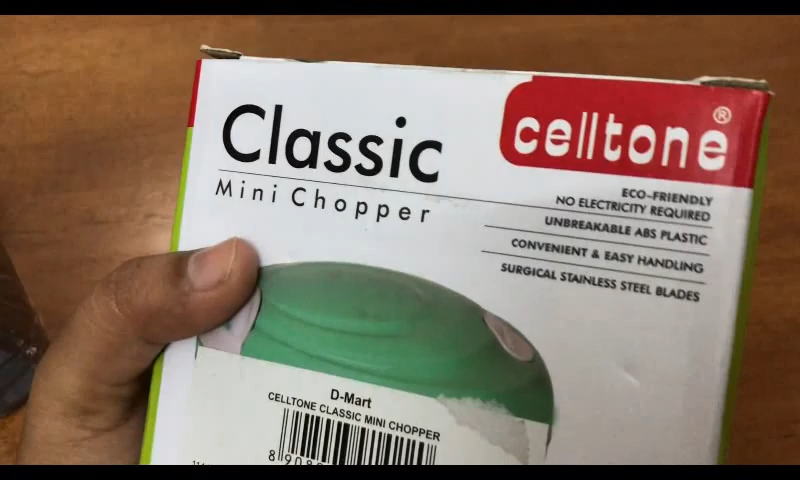 Classic
Mini Chopper
celltone®
ECO-FRIENDLY
NO ELECTRICITY REQUIRED
UNBREAKABLE ABS PLASTIC
CONVENIENT & EASY HANDLING
SURGICAL STAINLESS STEEL BLADES
D-Mart
CELLTONE CLASSIC MINI CHOPPER